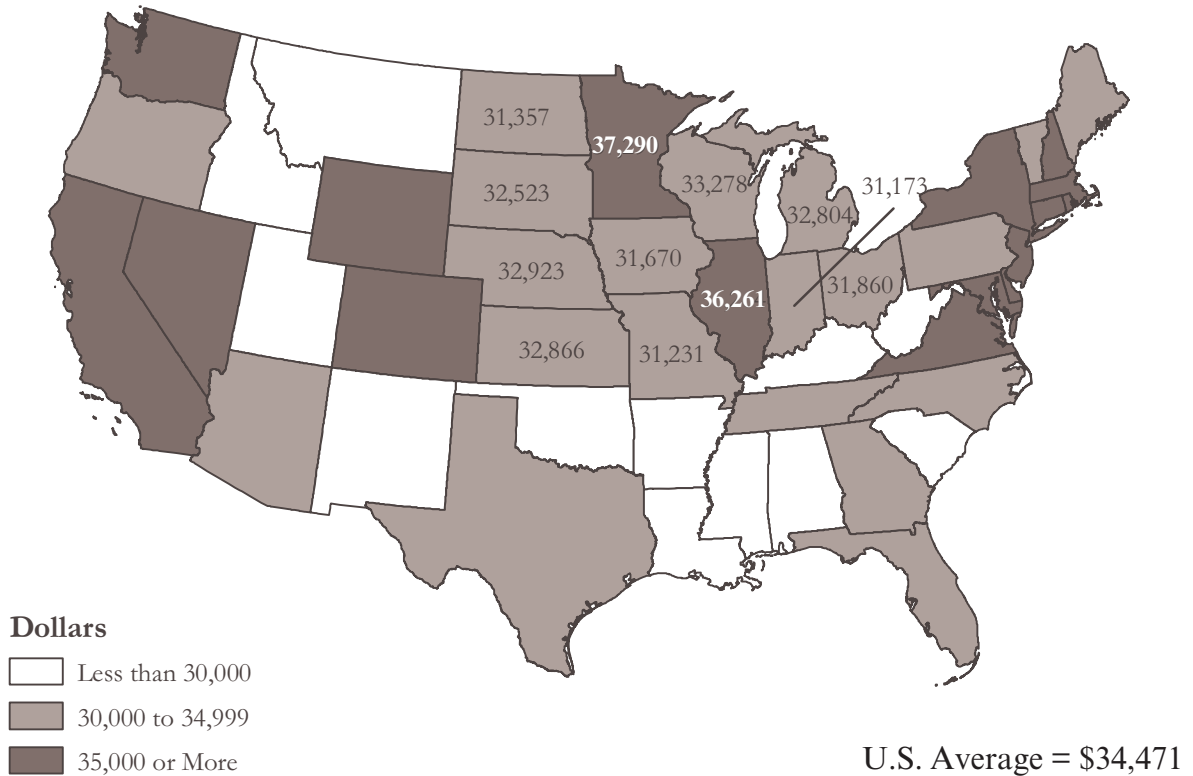 31,357
37,290
32,523
33,278
31,173
32,804
32,923
31,670
31,860
36,261
32,866
31,231
Dollars
Less than 30,000
30,000 to 34,999
35,000 or More
U.S. Average = $34,471